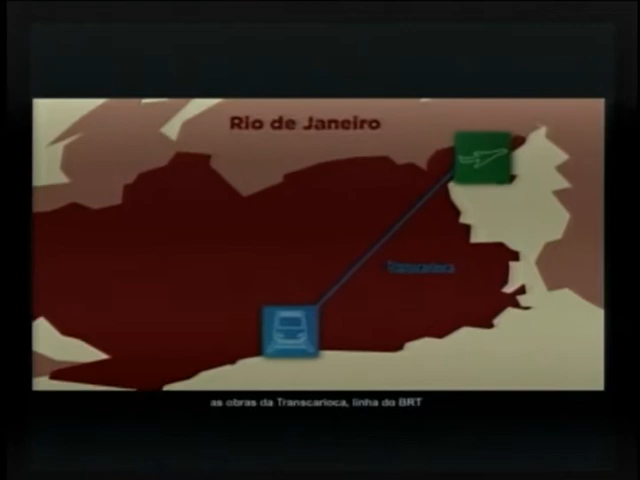 Rio de Janeiro
Transcarioca
as obras da Transcarioca, linha do BRT